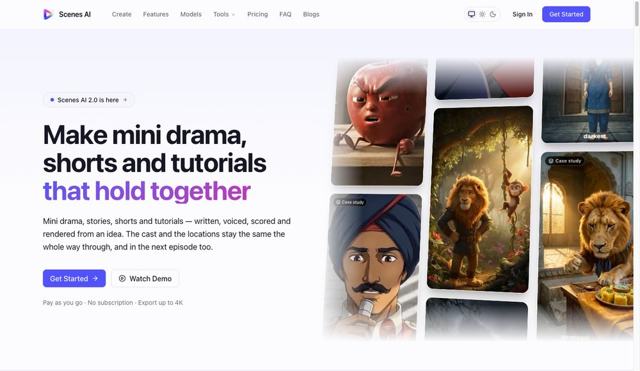 Scenes AI
Create
Features
Models
Tools
Pricing
FAQ
Blogs
Sign In
Get Started
Scenes AI 2.0 is here →
Make mini drama,
shorts and tutorials
that hold together
Mini drama, stories, shorts and tutorials — written, voiced, scored and
rendered from an idea. The cast and the locations stay the same the
whole way through, and in the next episode too.
Get Started →
Watch Demo
Pay as you go · No subscription · Export up to 4K
Case study
darkest.
Case study